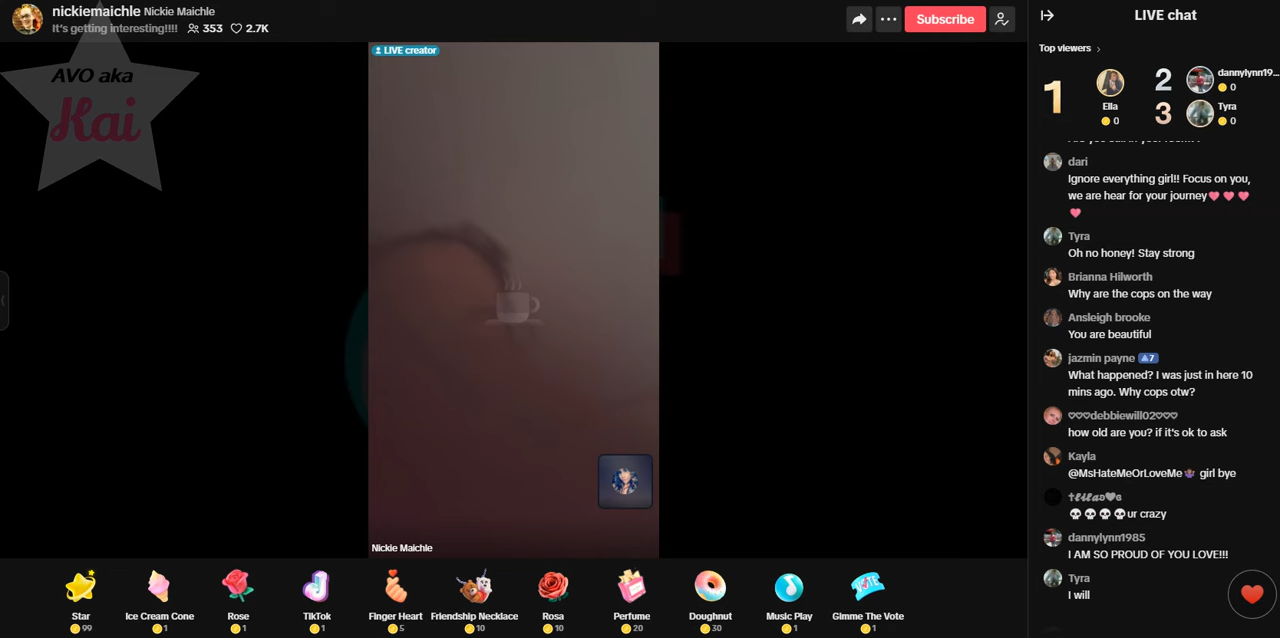 nickiemaichle Nickie Maichle
It's getting interesting!!!! 353 2.7K
Subscribe
AVO aka
Kai
LIVE creator
Nickie Maichle
Star
99
Ice Cream Cone
1
Rose
1
TikTok
1
Finger Heart
5
Friendship Necklace
10
Rosa
10
Perfume
20
Doughnut
30
Music Play
1
VOTE
Gimme The Vote
1
LIVE chat
Top viewers
1
Ella
0
2
dannylynn19...
0
3
Tyra
0
dari
Ignore everything girl!! Focus on you,
we are hear for your journey
Tyra
Oh no honey! Stay strong
Brianna Hilworth
Why are the cops on the way
Ansleigh brooke
You are beautiful
jazmin payne 7
What happened? I was just in here 10
mins ago. Why cops otw?
♡♡♡debbiewill02♡♡♡
how old are you? if it's ok to ask
Kayla
@MsHateMeOrLoveMe girl bye
ur crazy
dannylynn1985
I AM SO PROUD OF YOU LOVE!!!
Tyra
I will